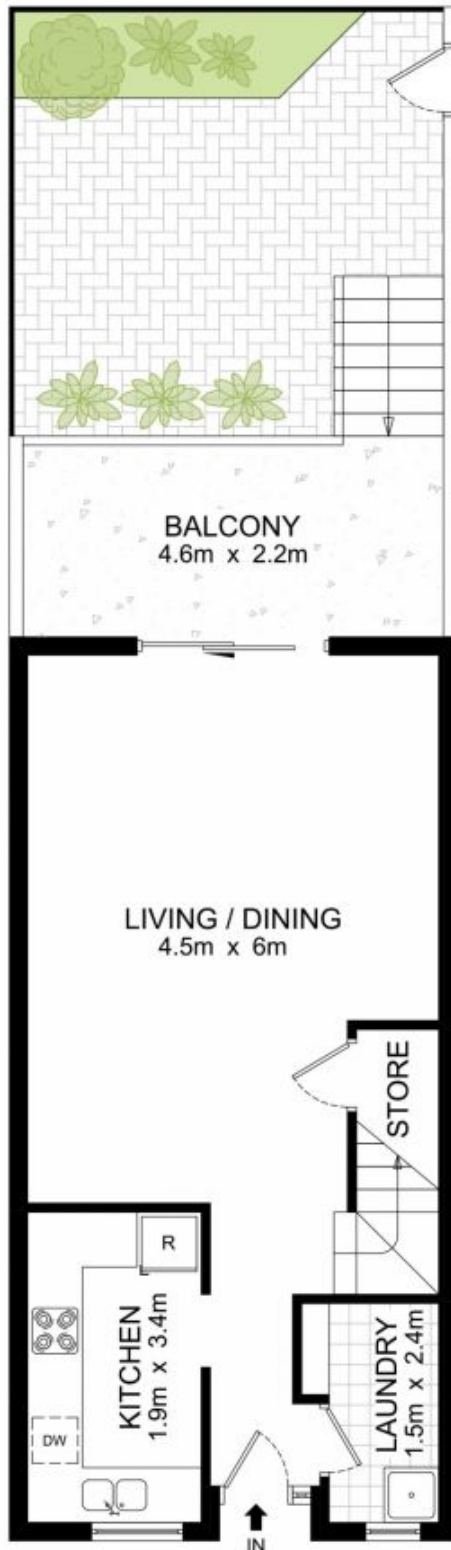 BALCONY
4.6m x 2.2m
LIVING / DINING
4.5m x 6m
STORE
R
KITCHEN
1.9m x 3.4m
DW
LAUNDRY
1.5m x 2.4m
IN